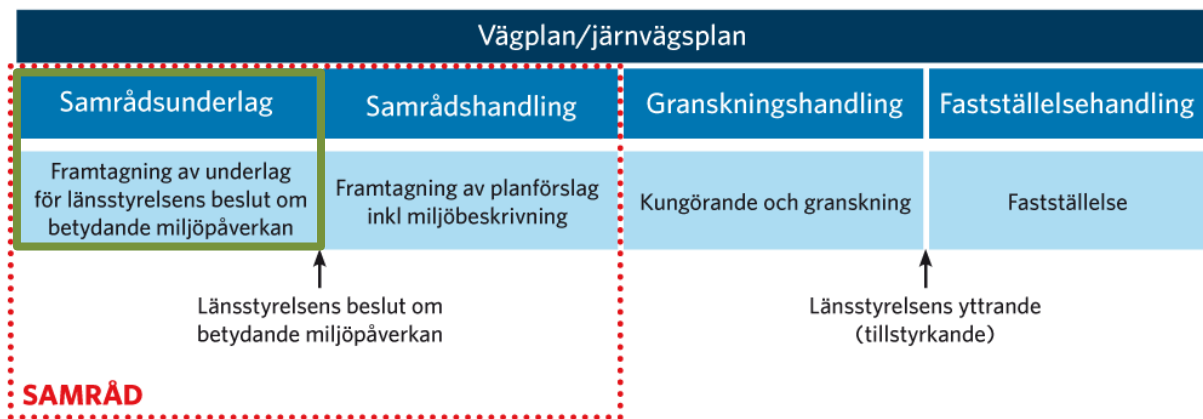 Vägplan/järnvägsplan
Samrådsunderlag
Samrådshandling
Granskningshandling
Fastställelsehandling
Framtagning av underlag
för länsstyrelsens beslut om
betydande miljöpåverkan
Framtagning av planförslag
inkl miljöbeskrivning
Kungörande och granskning
Fastställelse
Länsstyrelsens beslut om
betydande miljöpåverkan
Länsstyrelsens yttrande
(tillstyrkande)
SAMRÅD